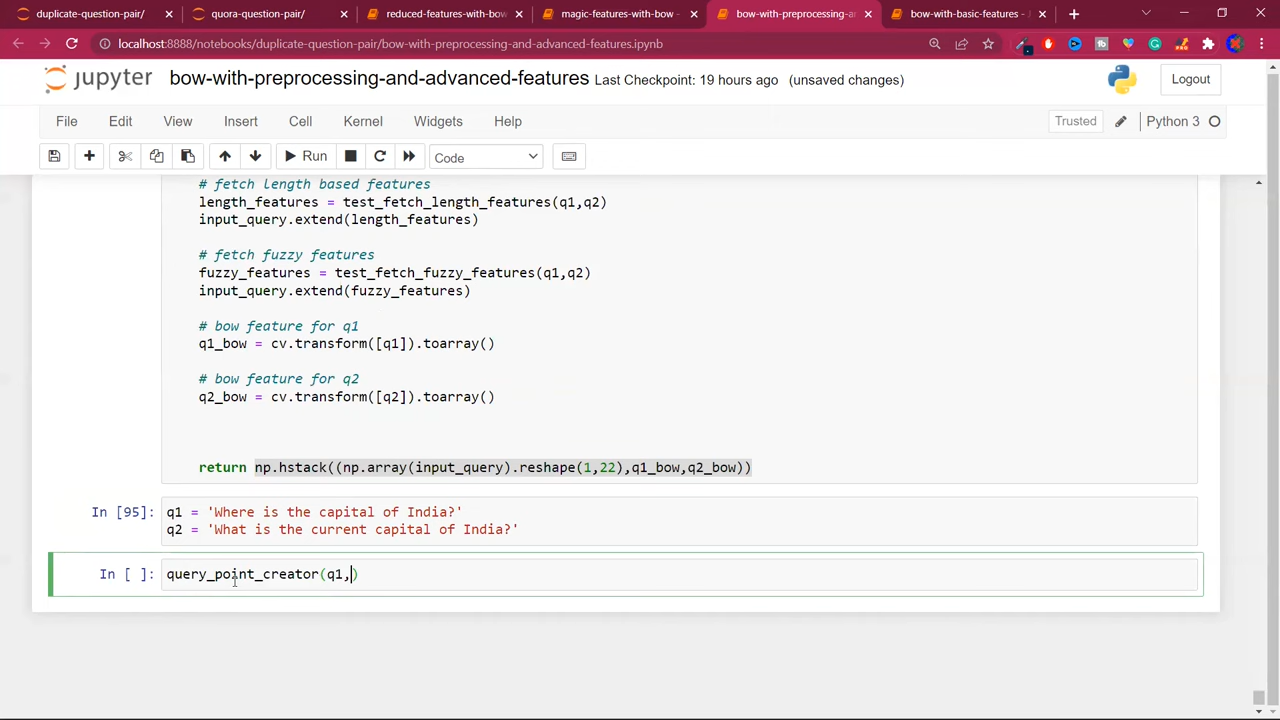 duplicate-question-pair/
quora-question-pair/
reduced-features-with-bow
magic-features-with-bow -
bow-with-preprocessing-a
bow-with-basic-features - J
localhost:8888/notebooks/duplicate-question-pair/bow-with-preprocessing-and-advanced-features.ipynb
jupyter bow-with-preprocessing-and-advanced-features Last Checkpoint: 19 hours ago (unsaved changes)
Logout
File Edit View Insert Cell Kernel Widgets Help
Trusted Python 3
Run Code
# fetch length based features
length_features = test_fetch_length_features(q1,q2)
input_query.extend(length_features)
# fetch fuzzy features
fuzzy_features = test_fetch_fuzzy_features(q1,q2)
input_query.extend(fuzzy_features)
# bow feature for q1
q1_bow = cv.transform([q1]).toarray()
# bow feature for q2
q2_bow = cv.transform([q2]).toarray()
return np.hstack((np.array(input_query).reshape(1,22),q1_bow,q2_bow))
In [95]: q1 = 'Where is the capital of India?'
q2 = 'What is the current capital of India?'
In [ ]: query_point_creator(q1,)